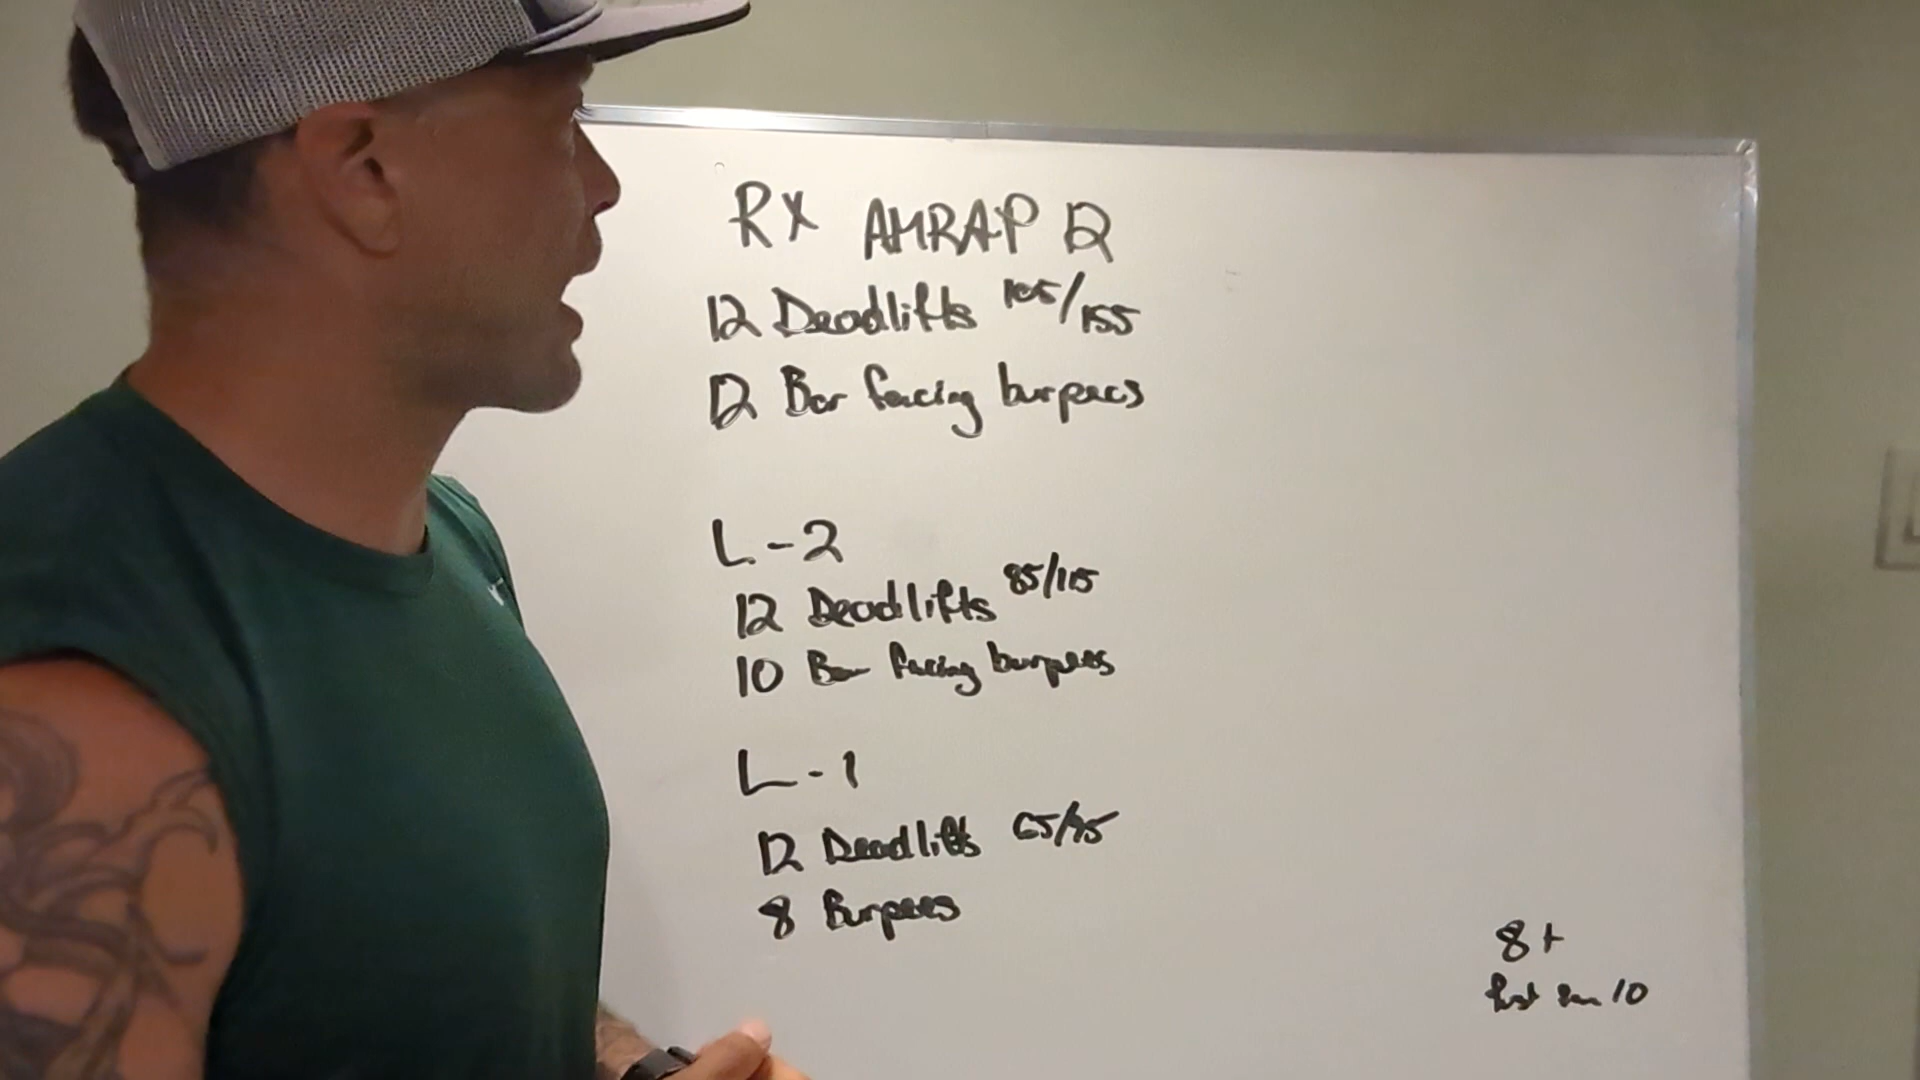 RX AMRAP 12
12 Deadlifts 105/155
12 Bar facing burpees
L-2
12 Deadlifts 85/115
10 Bar facing burpees
L-1
12 Deadlifts 65/95
8 Burpees
8+
10